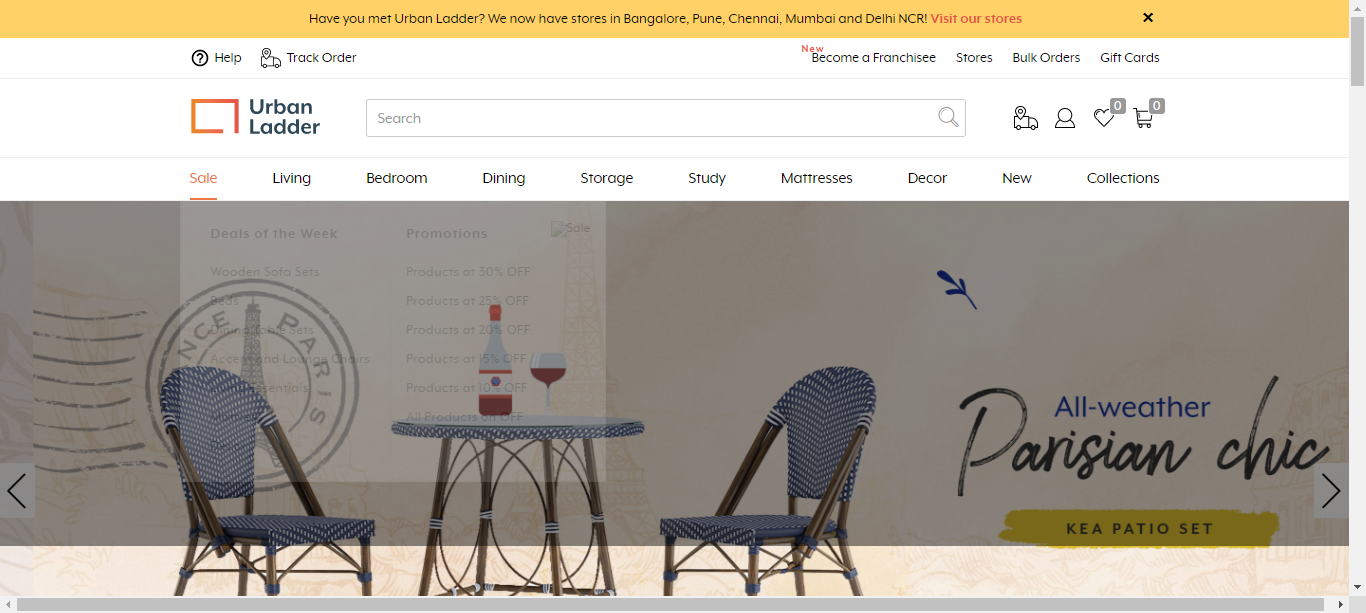 Have you met Urban Ladder? We now have stores in Bangalore, Pune, Chennai, Mumbai and Delhi NCR! Visit our stores
Help
Track Order
New
Become a Franchisee
Stores
Bulk Orders
Gift Cards
Urban
Ladder
Search
0
0
Sale
Living
Bedroom
Dining
Storage
Study
Mattresses
Decor
New
Collections
Deals of the Week
Wooden Sofa Sets
Beds
Dining Table Sets
Accent and Lounge Chairs
Essentials
Promotions
Products at 30% OFF
Products at 25% OFF
Products at 20% OFF
Products at 15% OFF
Products at 10% OFF
All Products on OFF
Sale
PARIS
All-weather
Parisian chic
KEA PATIO SET